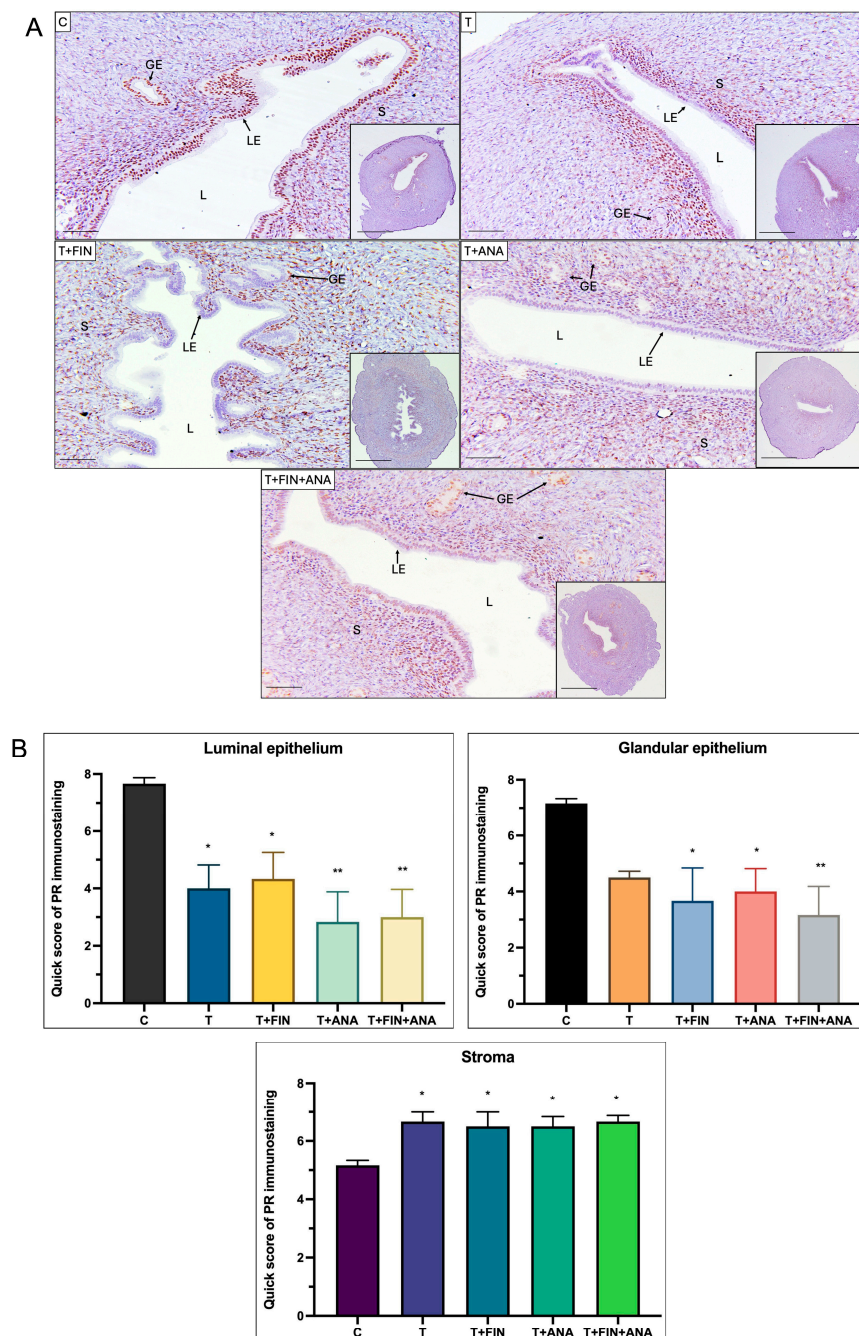 A
C
GE
LE
S
L
T
S
LE
L
GE
T+FIN
GE
S
LE
L
T+ANA
GE
L
LE
S
T+FIN+ANA
GE
LE
L
S
B
Luminal epithelium
Quick score of PR immunostaining
8
6
4
2
0
*
*
**
**
C T T+FIN T+ANA T+FIN+ANA
Glandular epithelium
Quick score of PR immunostaining
8
6
4
2
0
*
*
**
C T T+FIN T+ANA T+FIN+ANA
Stroma
Quick score of PR immunostaining
8
6
4
2
0
*
*
*
*
C T T+FIN T+ANA T+FIN+ANA